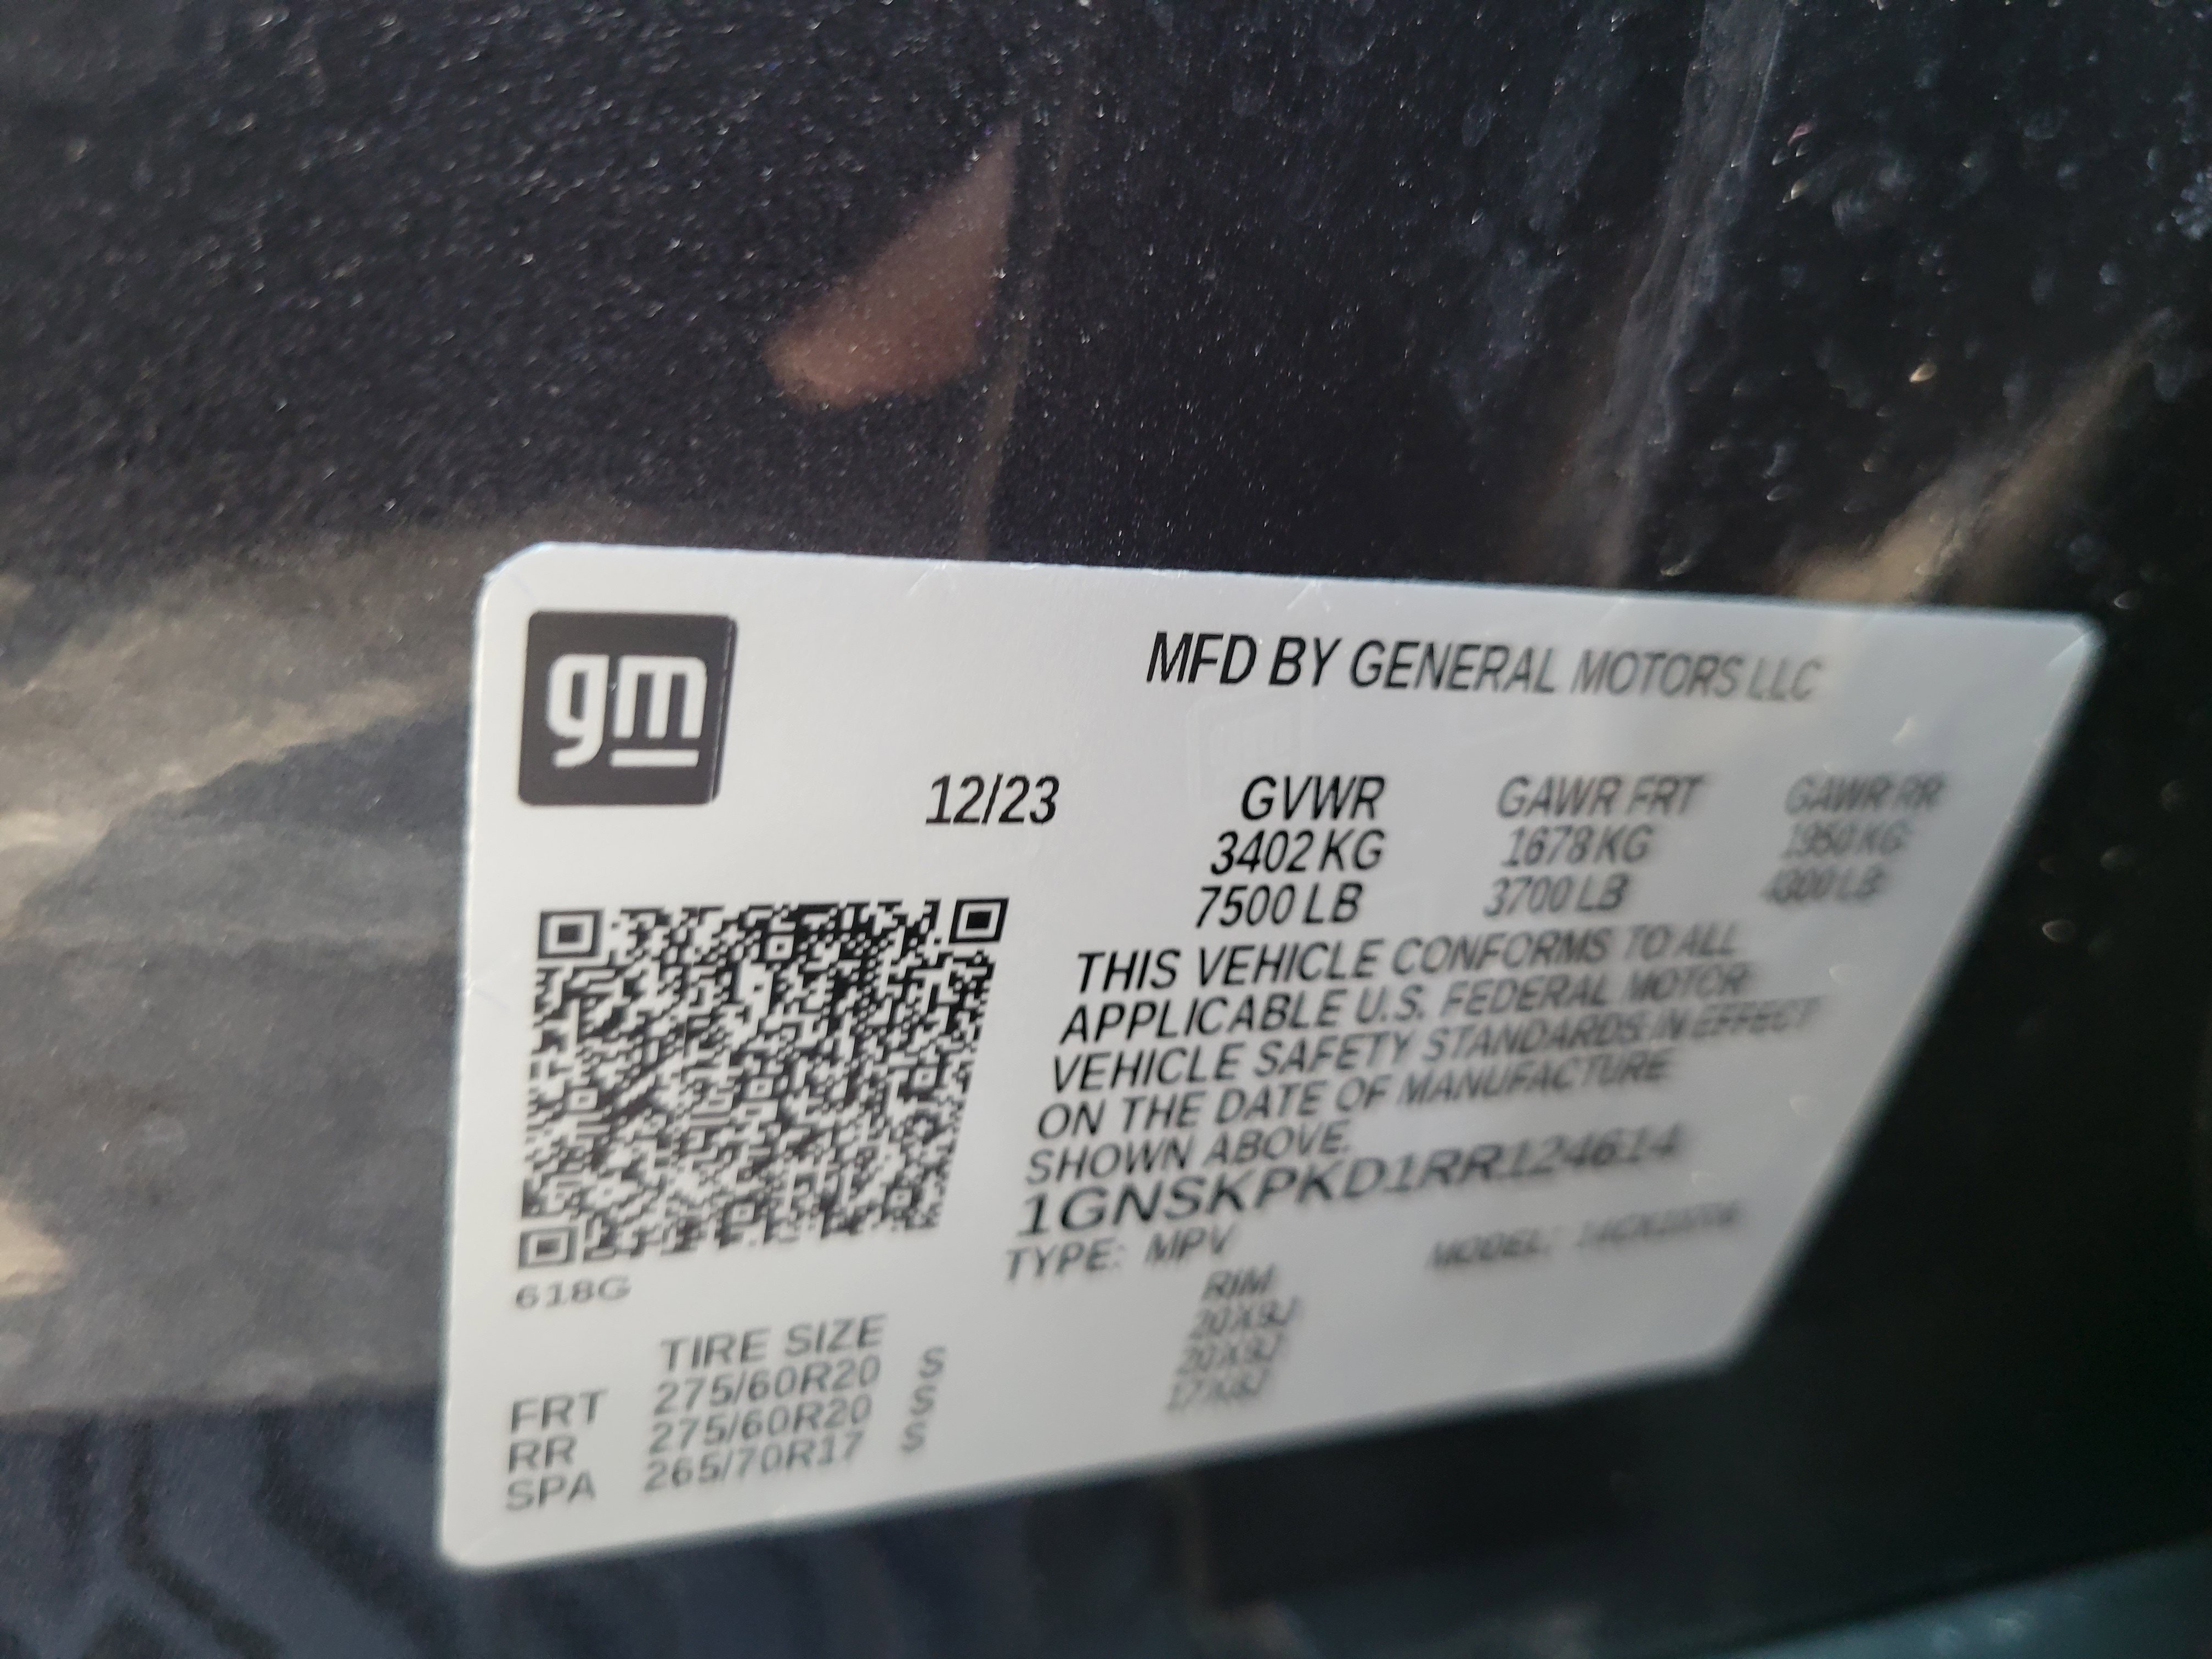 gm
MFD BY GENERAL MOTORS LLC
12/23 GVWR GAWR FRT GAWR RR
3402 KG 1678 KG 1950 KG
7500 LB 3700 LB 4300 LB
THIS VEHICLE CONFORMS TO ALL
APPLICABLE U.S. FEDERAL MOTOR
VEHICLE SAFETY STANDARDS IN EFFECT
ON THE DATE OF MANUFACTURE
SHOWN ABOVE.
1GNSKPKD1RR124614
TYPE: MPV MODEL:
618G
TIRE SIZE RIM
FRT 275/60R20 S 20X9J
RR 275/60R20 S 20X9J
SPA 265/70R17 S 17X8J